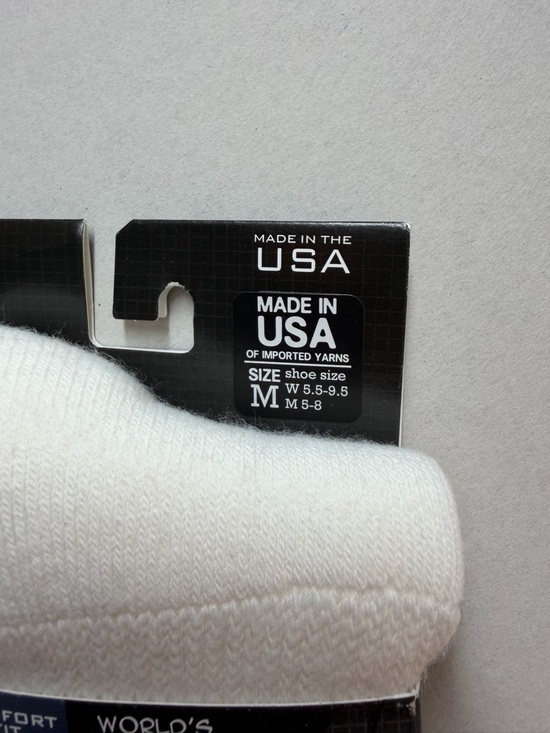 MADE IN THE
USA
MADE IN
USA
OF IMPORTED YARNS
SIZE shoe size
M W 5.5-9.5
M 5-8
FORT
WORLD'S